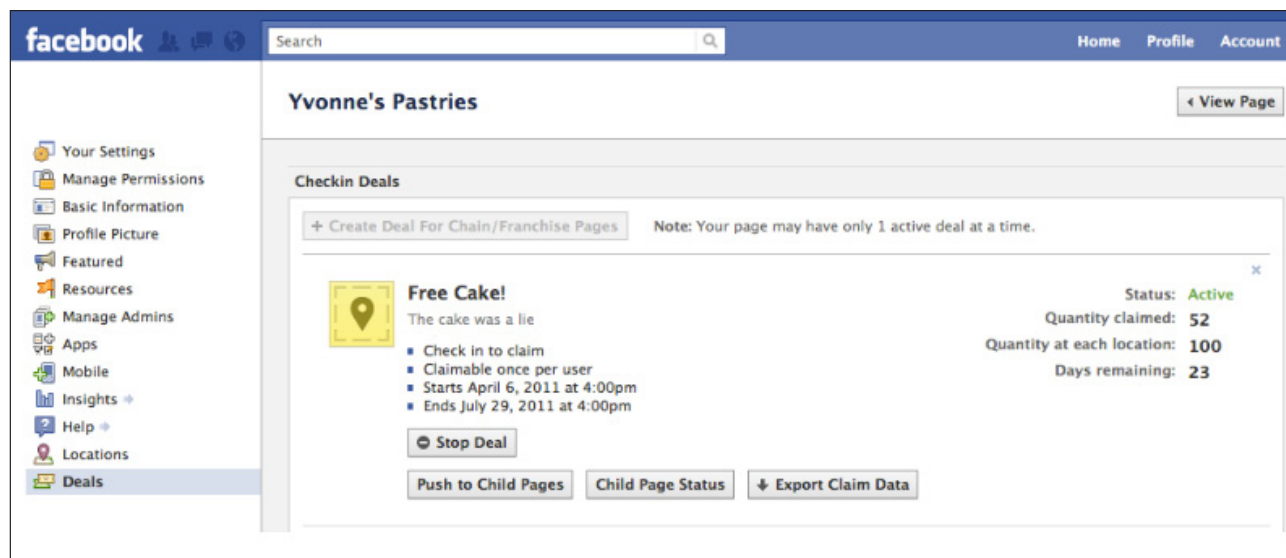 facebook
Search
Home Profile Account
Yvonne's Pastries
View Page
Your Settings
Manage Permissions
Basic Information
Profile Picture
Featured
Resources
Manage Admins
Apps
Mobile
Insights
Help
Locations
Deals
Checkin Deals
+ Create Deal For Chain/Franchise Pages
Note: Your page may have only 1 active deal at a time.
Free Cake!
The cake was a lie
Check in to claim
Claimable once per user
Starts April 6, 2011 at 4:00pm
Ends July 29, 2011 at 4:00pm
Status: Active
Quantity claimed: 52
Quantity at each location: 100
Days remaining: 23
Stop Deal
Push to Child Pages
Child Page Status
Export Claim Data